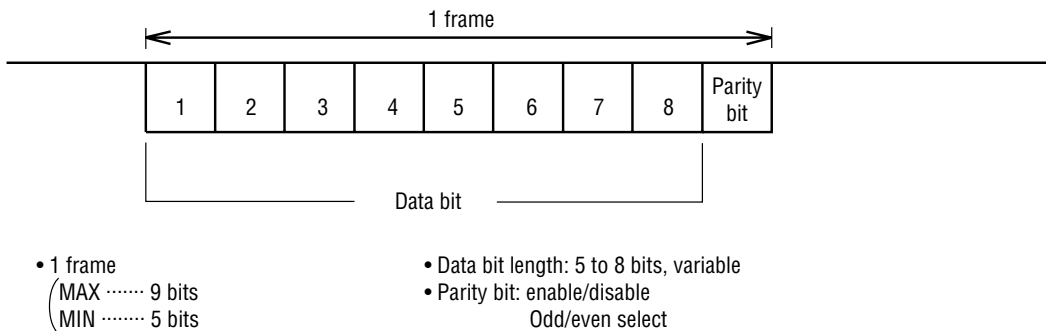 1 frame
1 2 3 4 5 6 7 8 Parity bit
Data bit
• 1 frame
MAX ······· 9 bits
MIN ········ 5 bits
• Data bit length: 5 to 8 bits, variable
• Parity bit: enable/disable
Odd/even select